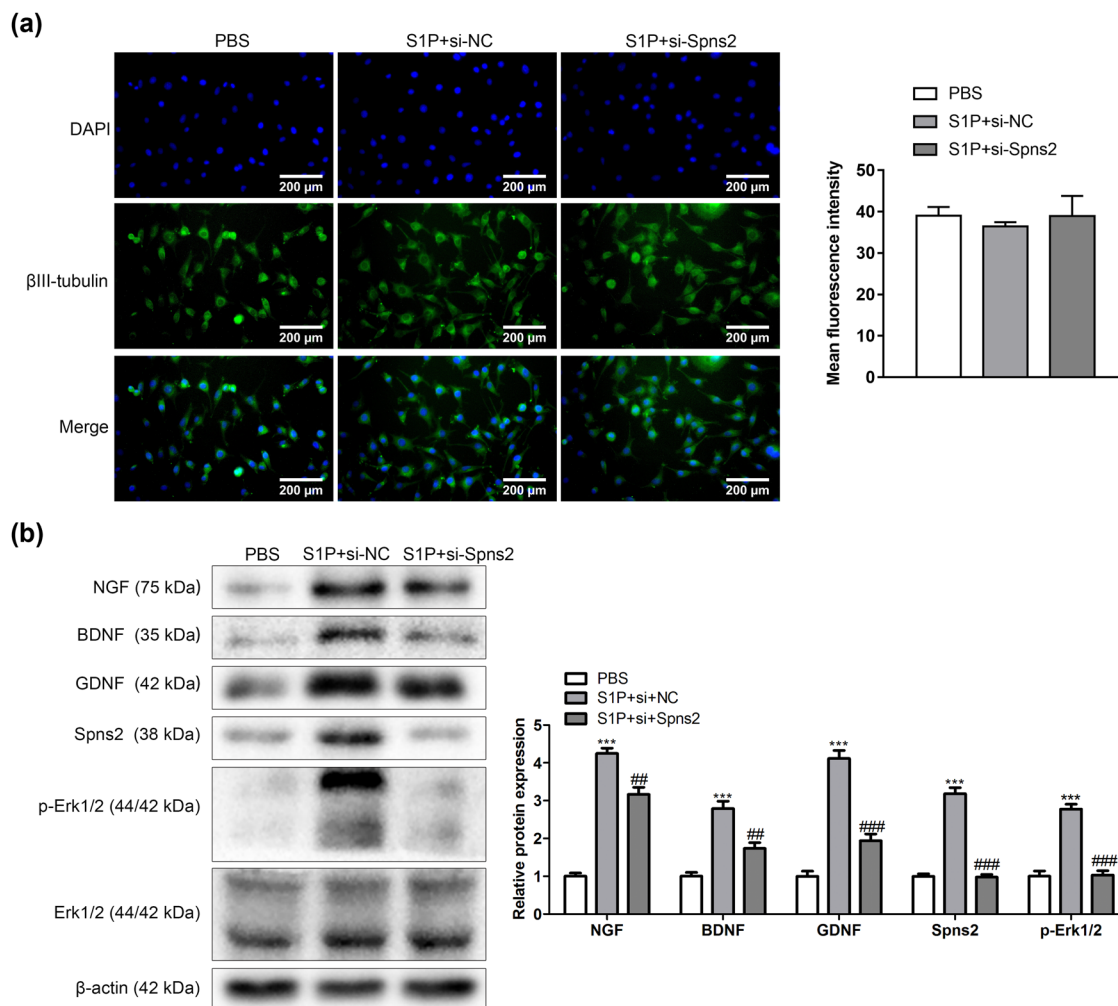 (a)
PBS
S1P+si-NC
S1P+si-Spns2
DAPI
200 μm
200 μm
200 μm
βIII-tubulin
200 μm
200 μm
200 μm
Merge
200 μm
200 μm
200 μm
PBS
S1P+si-NC
S1P+si-Spns2
Mean fluorescence intensity
50
40
30
20
10
0
(b)
PBS
S1P+si-NC
S1P+si-Spns2
NGF (75 kDa)
BDNF (35 kDa)
GDNF (42 kDa)
Spns2 (38 kDa)
p-Erk1/2 (44/42 kDa)
Erk1/2 (44/42 kDa)
β-actin (42 kDa)
PBS
S1P+si+NC
S1P+si+Spns2
Relative protein expression
5
4
3
2
1
0
***
##
***
##
***
###
***
###
***
###
NGF
BDNF
GDNF
Spns2
p-Erk1/2